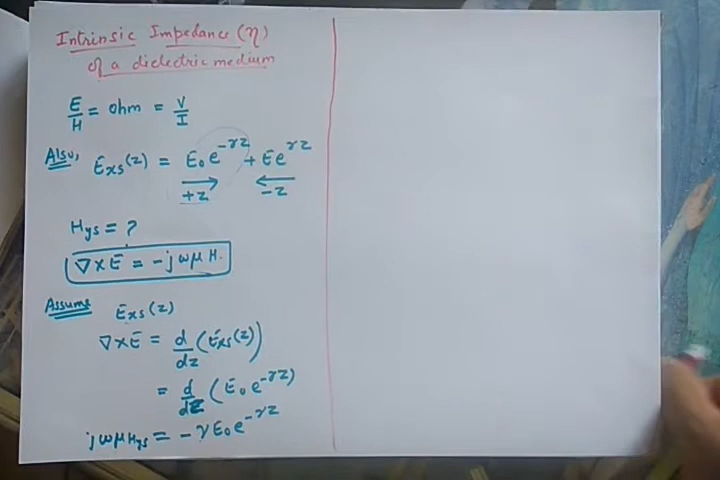 Intrinsic Impedance (η)
of a dielectric medium
E/H = ohm = V/I
Also, Exs(z) = E₀e^-γz + Ee^γz
+z -z
Hys = ?
∇×E = -jωμH.
Assume Exs(z)
∇×E = d/dz (Exs(z))
= d/dz (E₀e^-γz)
jωμHys = -γE₀e^-γz